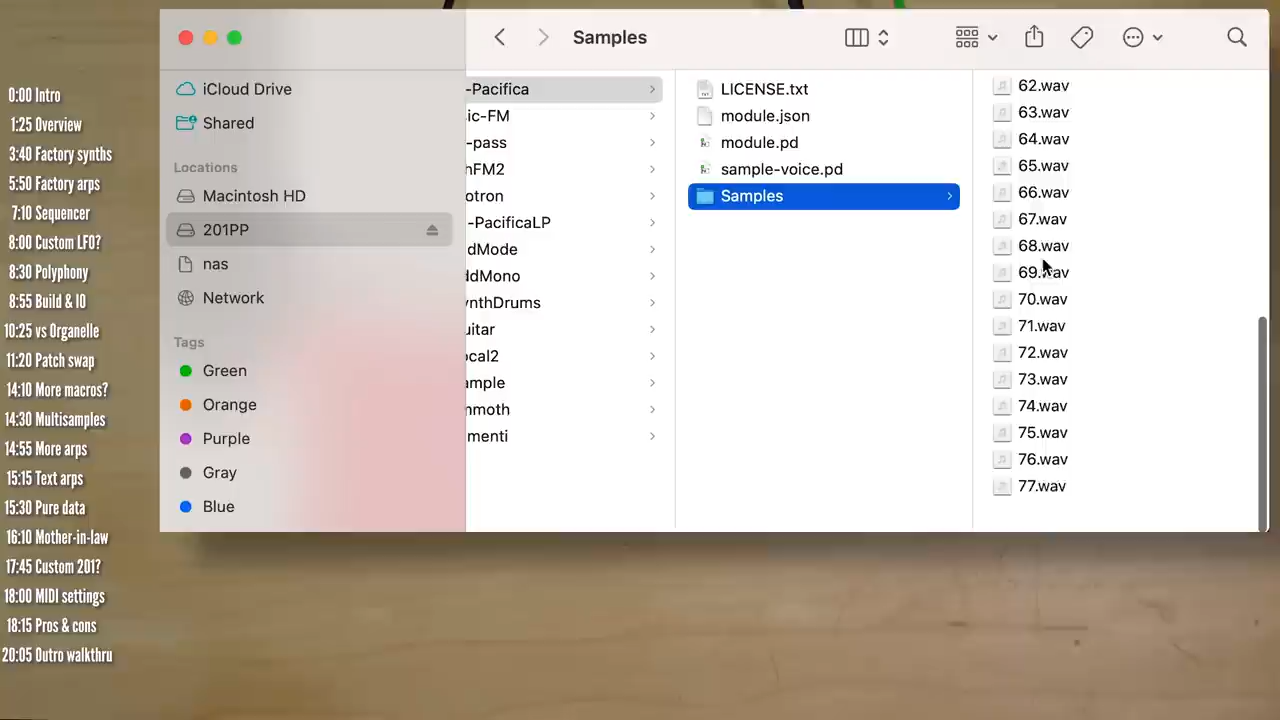 0:00 Intro
1:25 Overview
3:40 Factory synths
5:50 Factory arps
7:10 Sequencer
8:00 Custom LFO?
8:30 Polyphony
8:55 Build & IO
10:25 vs Organelle
11:20 Patch swap
14:10 More macros?
14:30 Multisamples
14:55 More arps
15:15 Text arps
15:30 Pure data
16:10 Mother-in-law
17:45 Custom 201?
18:00 MIDI settings
18:15 Pros & cons
20:05 Outro walkthru
Samples
iCloud Drive
Shared
Locations
Macintosh HD
201PP
nas
Network
Tags
Green
Orange
Purple
Gray
Blue
-Pacifica
ic-FM
-pass
nFM2
otron
-PacificaLP
dMode
ddMono
ynthDrums
uitar
ocal2
ample
nmoth
menti
LICENSE.txt
module.json
module.pd
sample-voice.pd
Samples
62.wav
63.wav
64.wav
65.wav
66.wav
67.wav
68.wav
69.wav
70.wav
71.wav
72.wav
73.wav
74.wav
75.wav
76.wav
77.wav